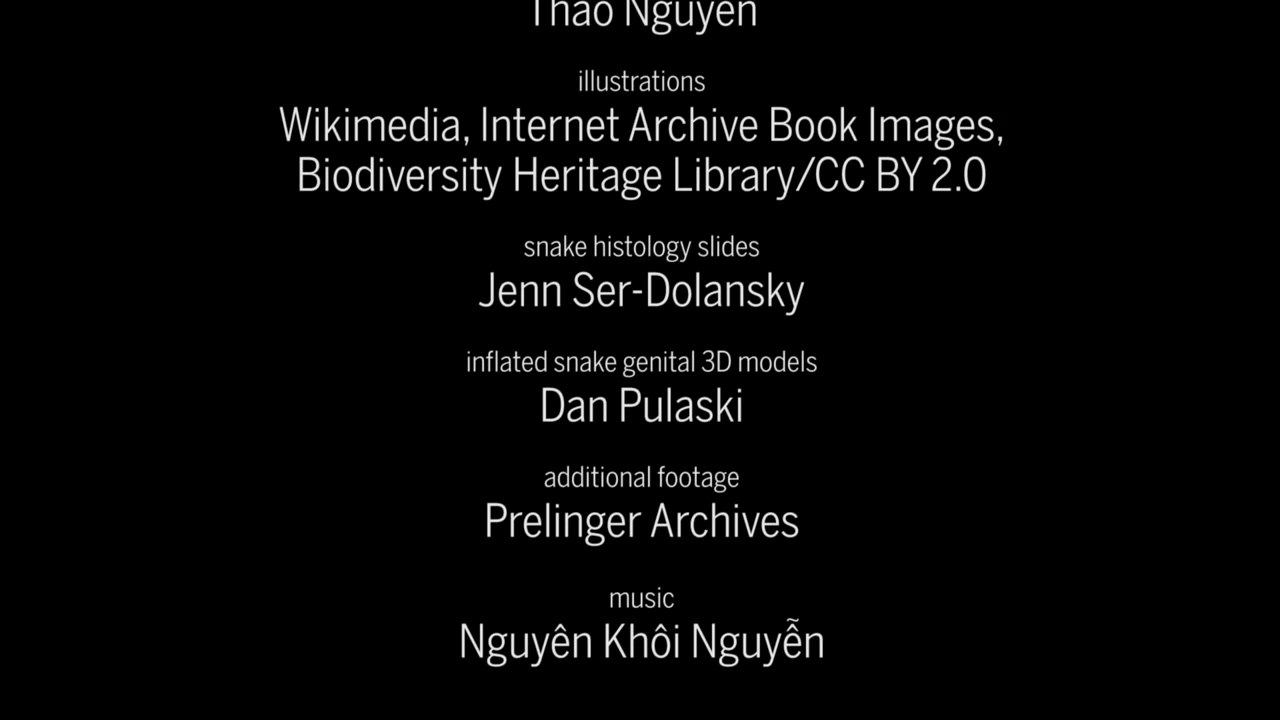 Thao Nguyen
illustrations
Wikimedia, Internet Archive Book Images,
Biodiversity Heritage Library/CC BY 2.0
snake histology slides
Jenn Ser-Dolansky
inflated snake genital 3D models
Dan Pulaski
additional footage
Prelinger Archives
music
Nguyên Khôi Nguyễn